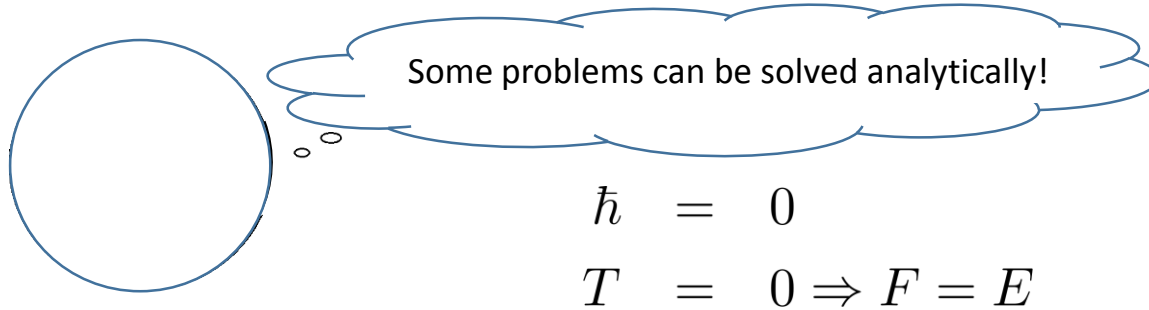 Some problems can be solved analytically!
ℏ = 0
T = 0 ⇒ F = E